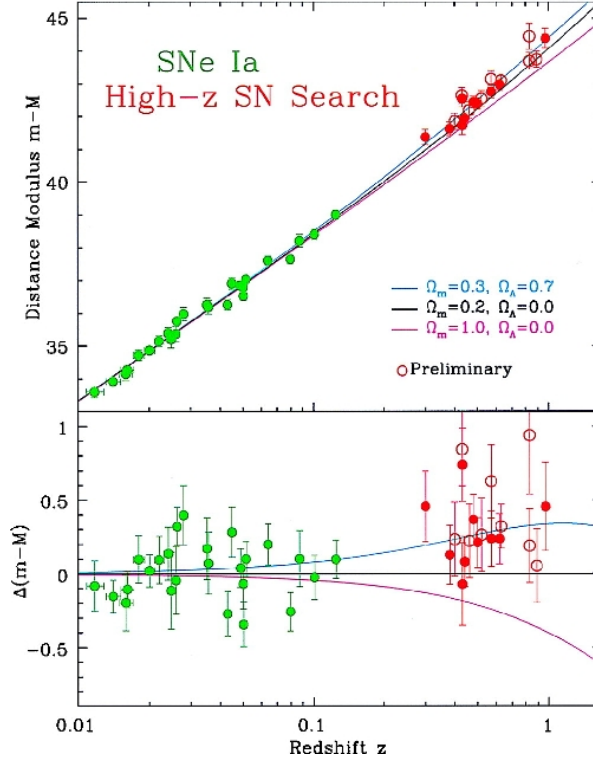 SNe Ia
High-z SN Search
Distance Modulus m-M
45
40
35
Ωm=0.3, ΩΛ=0.7
Ωm=0.2, ΩΛ=0.0
Ωm=1.0, ΩΛ=0.0
Preliminary
Δ(m-M)
1
0.5
0
-0.5
0.01
0.1
1
Redshift z